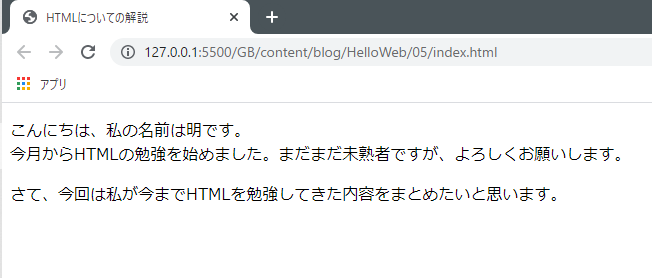 HTMLについての解説
127.0.0.1:5500/GB/content/blog/HelloWeb/05/index.html
アプリ
こんにちは、私の名前は明です。
今月からHTMLの勉強を始めました。まだまだ未熟者ですが、よろしくお願いします。
さて、今回は私が今までHTMLを勉強してきた内容をまとめたいと思います。